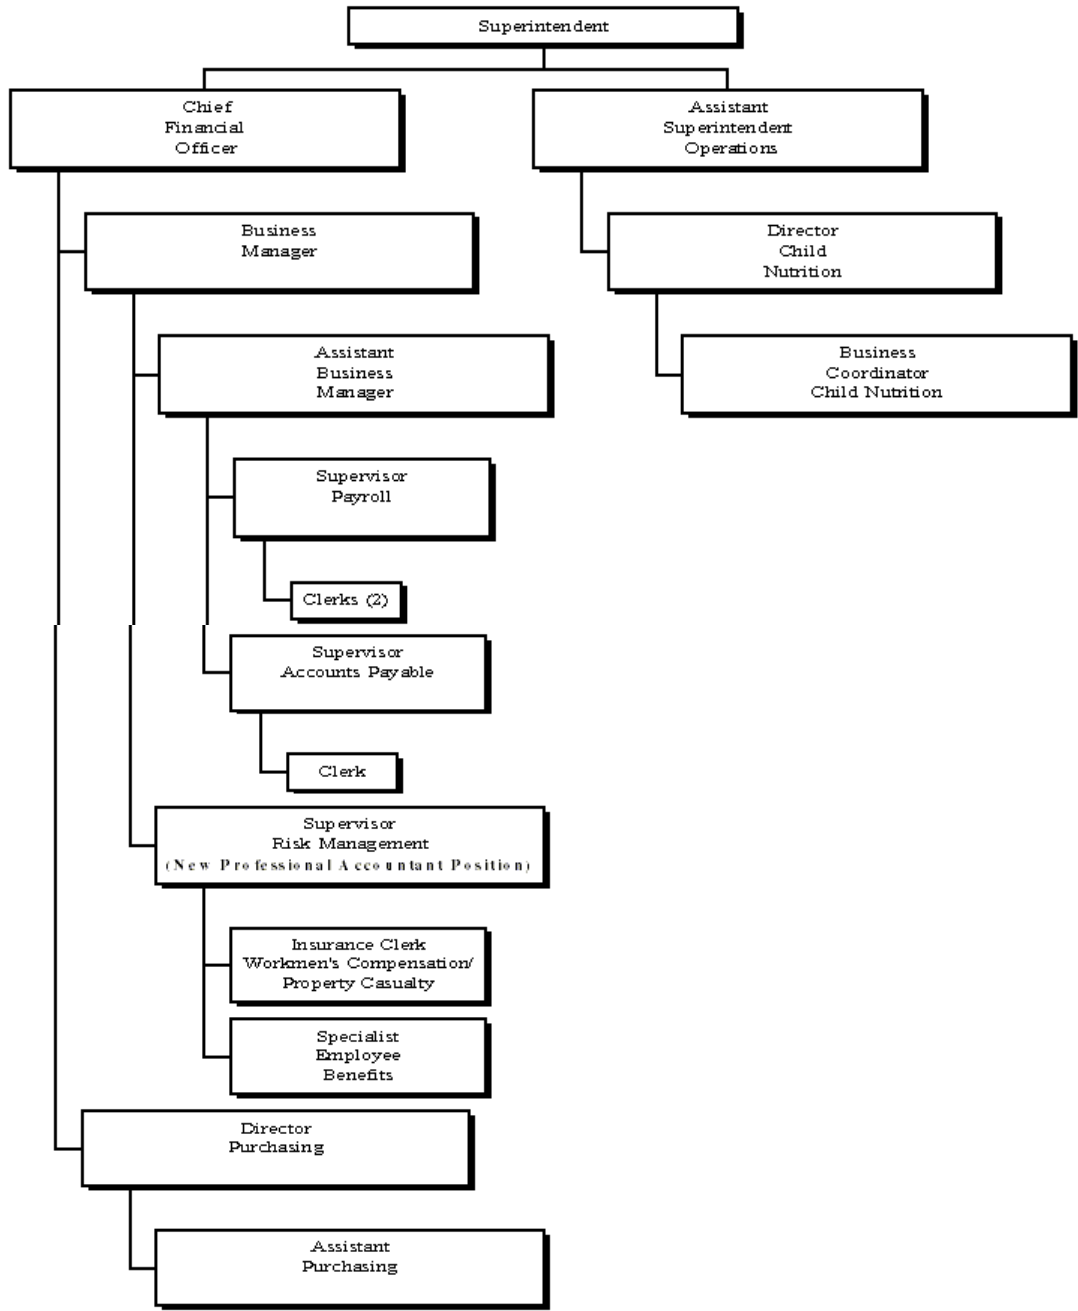 Superintendent
Chief
Financial
Officer
Assistant
Superintendent
Operations
Business
Manager
Director
Child
Nutrition
Assistant
Business
Manager
Business
Coordinator
Child Nutrition
Supervisor
Payroll
Clerks (2)
Supervisor
Accounts Payable
Clerk
Supervisor
Risk Management
(New Professional Accountant Position)
Insurance Clerk
Workmen's Compensation/
Property Casualty
Specialist
Employee
Benefits
Director
Purchasing
Assistant
Purchasing